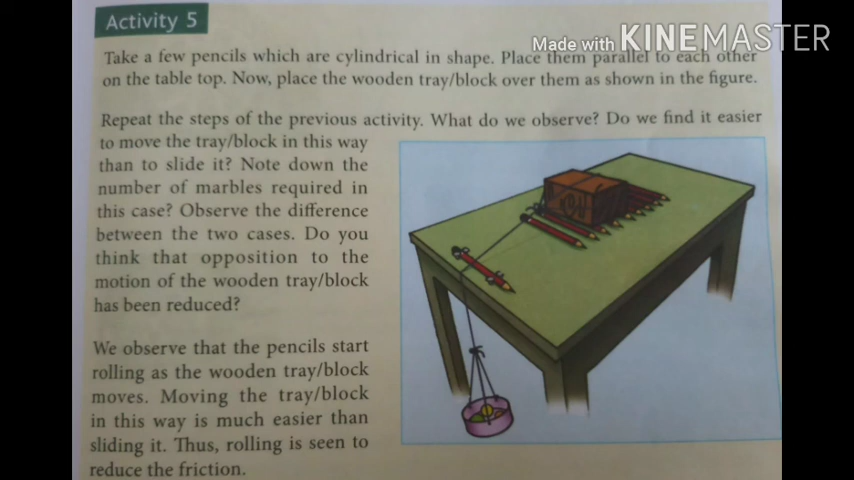 Activity 5
Made with KINEMASTER
Take a few pencils which are cylindrical in shape. Place them parallel to each other
on the table top. Now, place the wooden tray/block over them as shown in the figure.
Repeat the steps of the previous activity. What do we observe? Do we find it easier
to move the tray/block in this way
than to slide it? Note down the
number of marbles required in
this case? Observe the difference
between the two cases. Do you
think that opposition to the
motion of the wooden tray/block
has been reduced?
We observe that the pencils start
rolling as the wooden tray/block
moves. Moving the tray/block
in this way is much easier than
sliding it. Thus, rolling is seen to
reduce the friction.